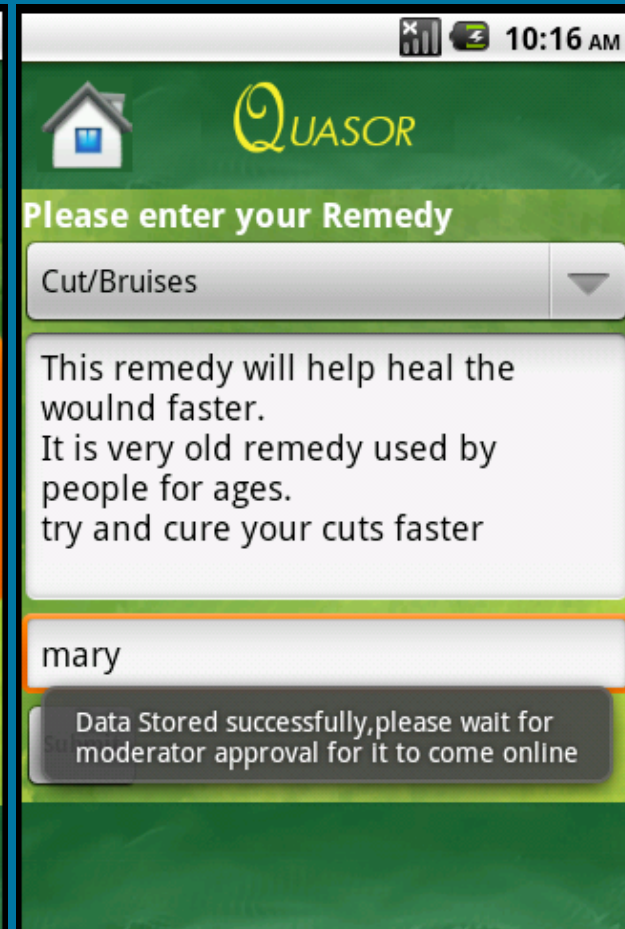 10:16 AM
QUASOR
Please enter your Remedy
Cut/Bruises
This remedy will help heal the
woulnd faster.
It is very old remedy used by
people for ages.
try and cure your cuts faster
mary
Data Stored successfully,please wait for
moderator approval for it to come online